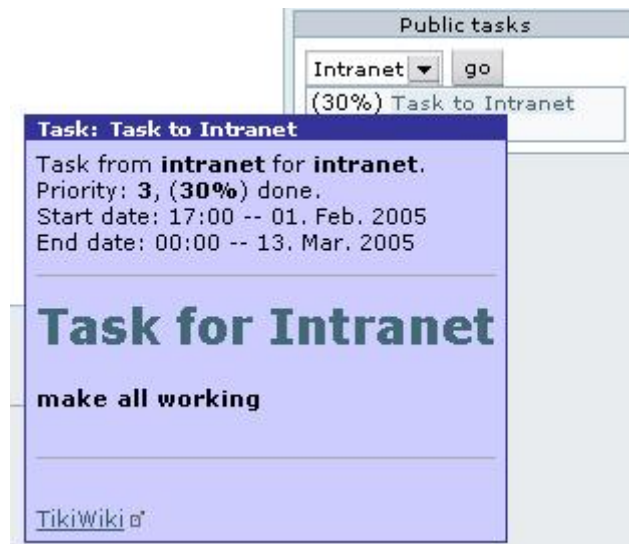 Public tasks
Intranet go
(30%) Task to Intranet
Task: Task to Intranet
Task from intranet for intranet.
Priority: 3, (30%) done.
Start date: 17:00 -- 01. Feb. 2005
End date: 00:00 -- 13. Mar. 2005
Task for Intranet
make all working
TikiWiki